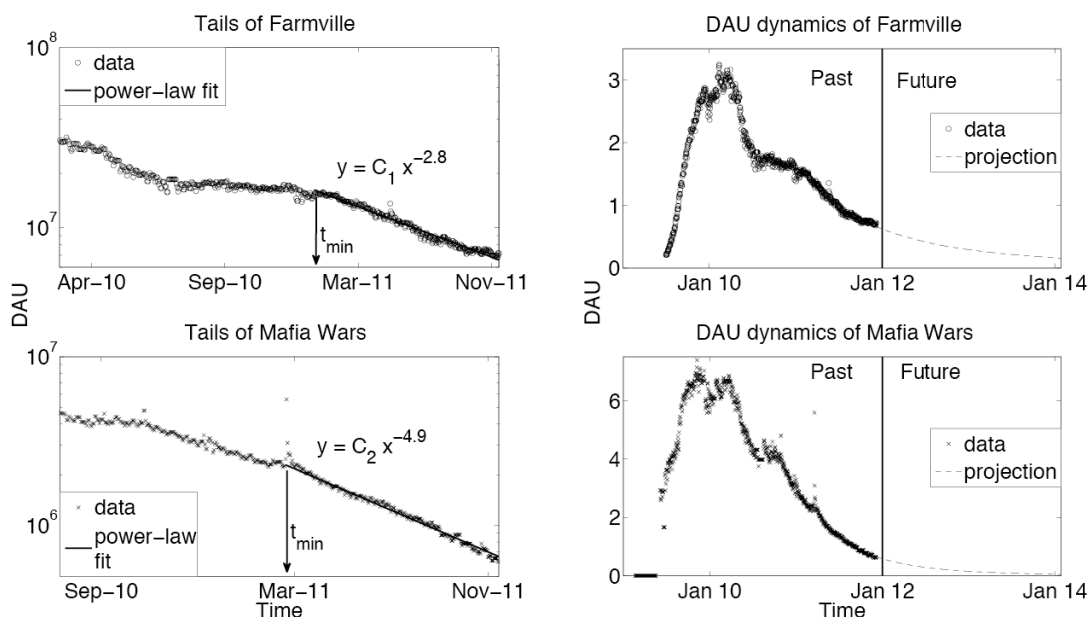 Tails of Farmville
10^8
data
power-law fit
y = C_1 x^{-2.8}
10^7
t_min
Apr-10 Sep-10 Mar-11 Nov-11
DAU dynamics of Farmville
3
Past Future
data
projection
2
1
0
Jan 10 Jan 12 Jan 14
DAU
DAU
Tails of Mafia Wars
10^7
y = C_2 x^{-4.9}
data
power-law
fit
10^6
t_min
Sep-10 Mar-11 Nov-11
Time
DAU dynamics of Mafia Wars
6
Past Future
data
projection
4
2
0
Jan 10 Jan 12 Jan 14
Time